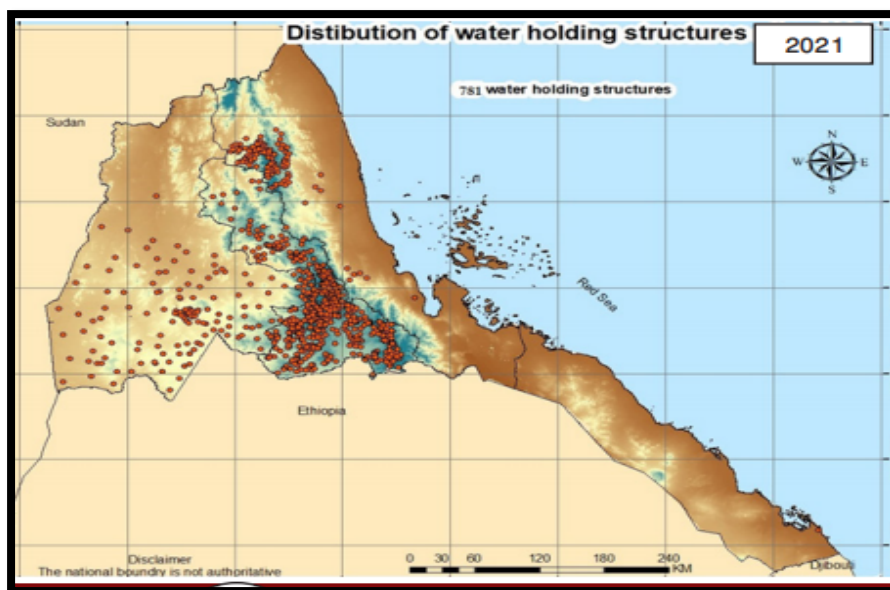 Distibution of water holding structures
2021
781 water holding structures
Sudan
N
W E
S
Red Sea
Ethiopia
Disclaimer
The national boundry is not authoritative
0 30 60 120 180 240
KM
Djibouti